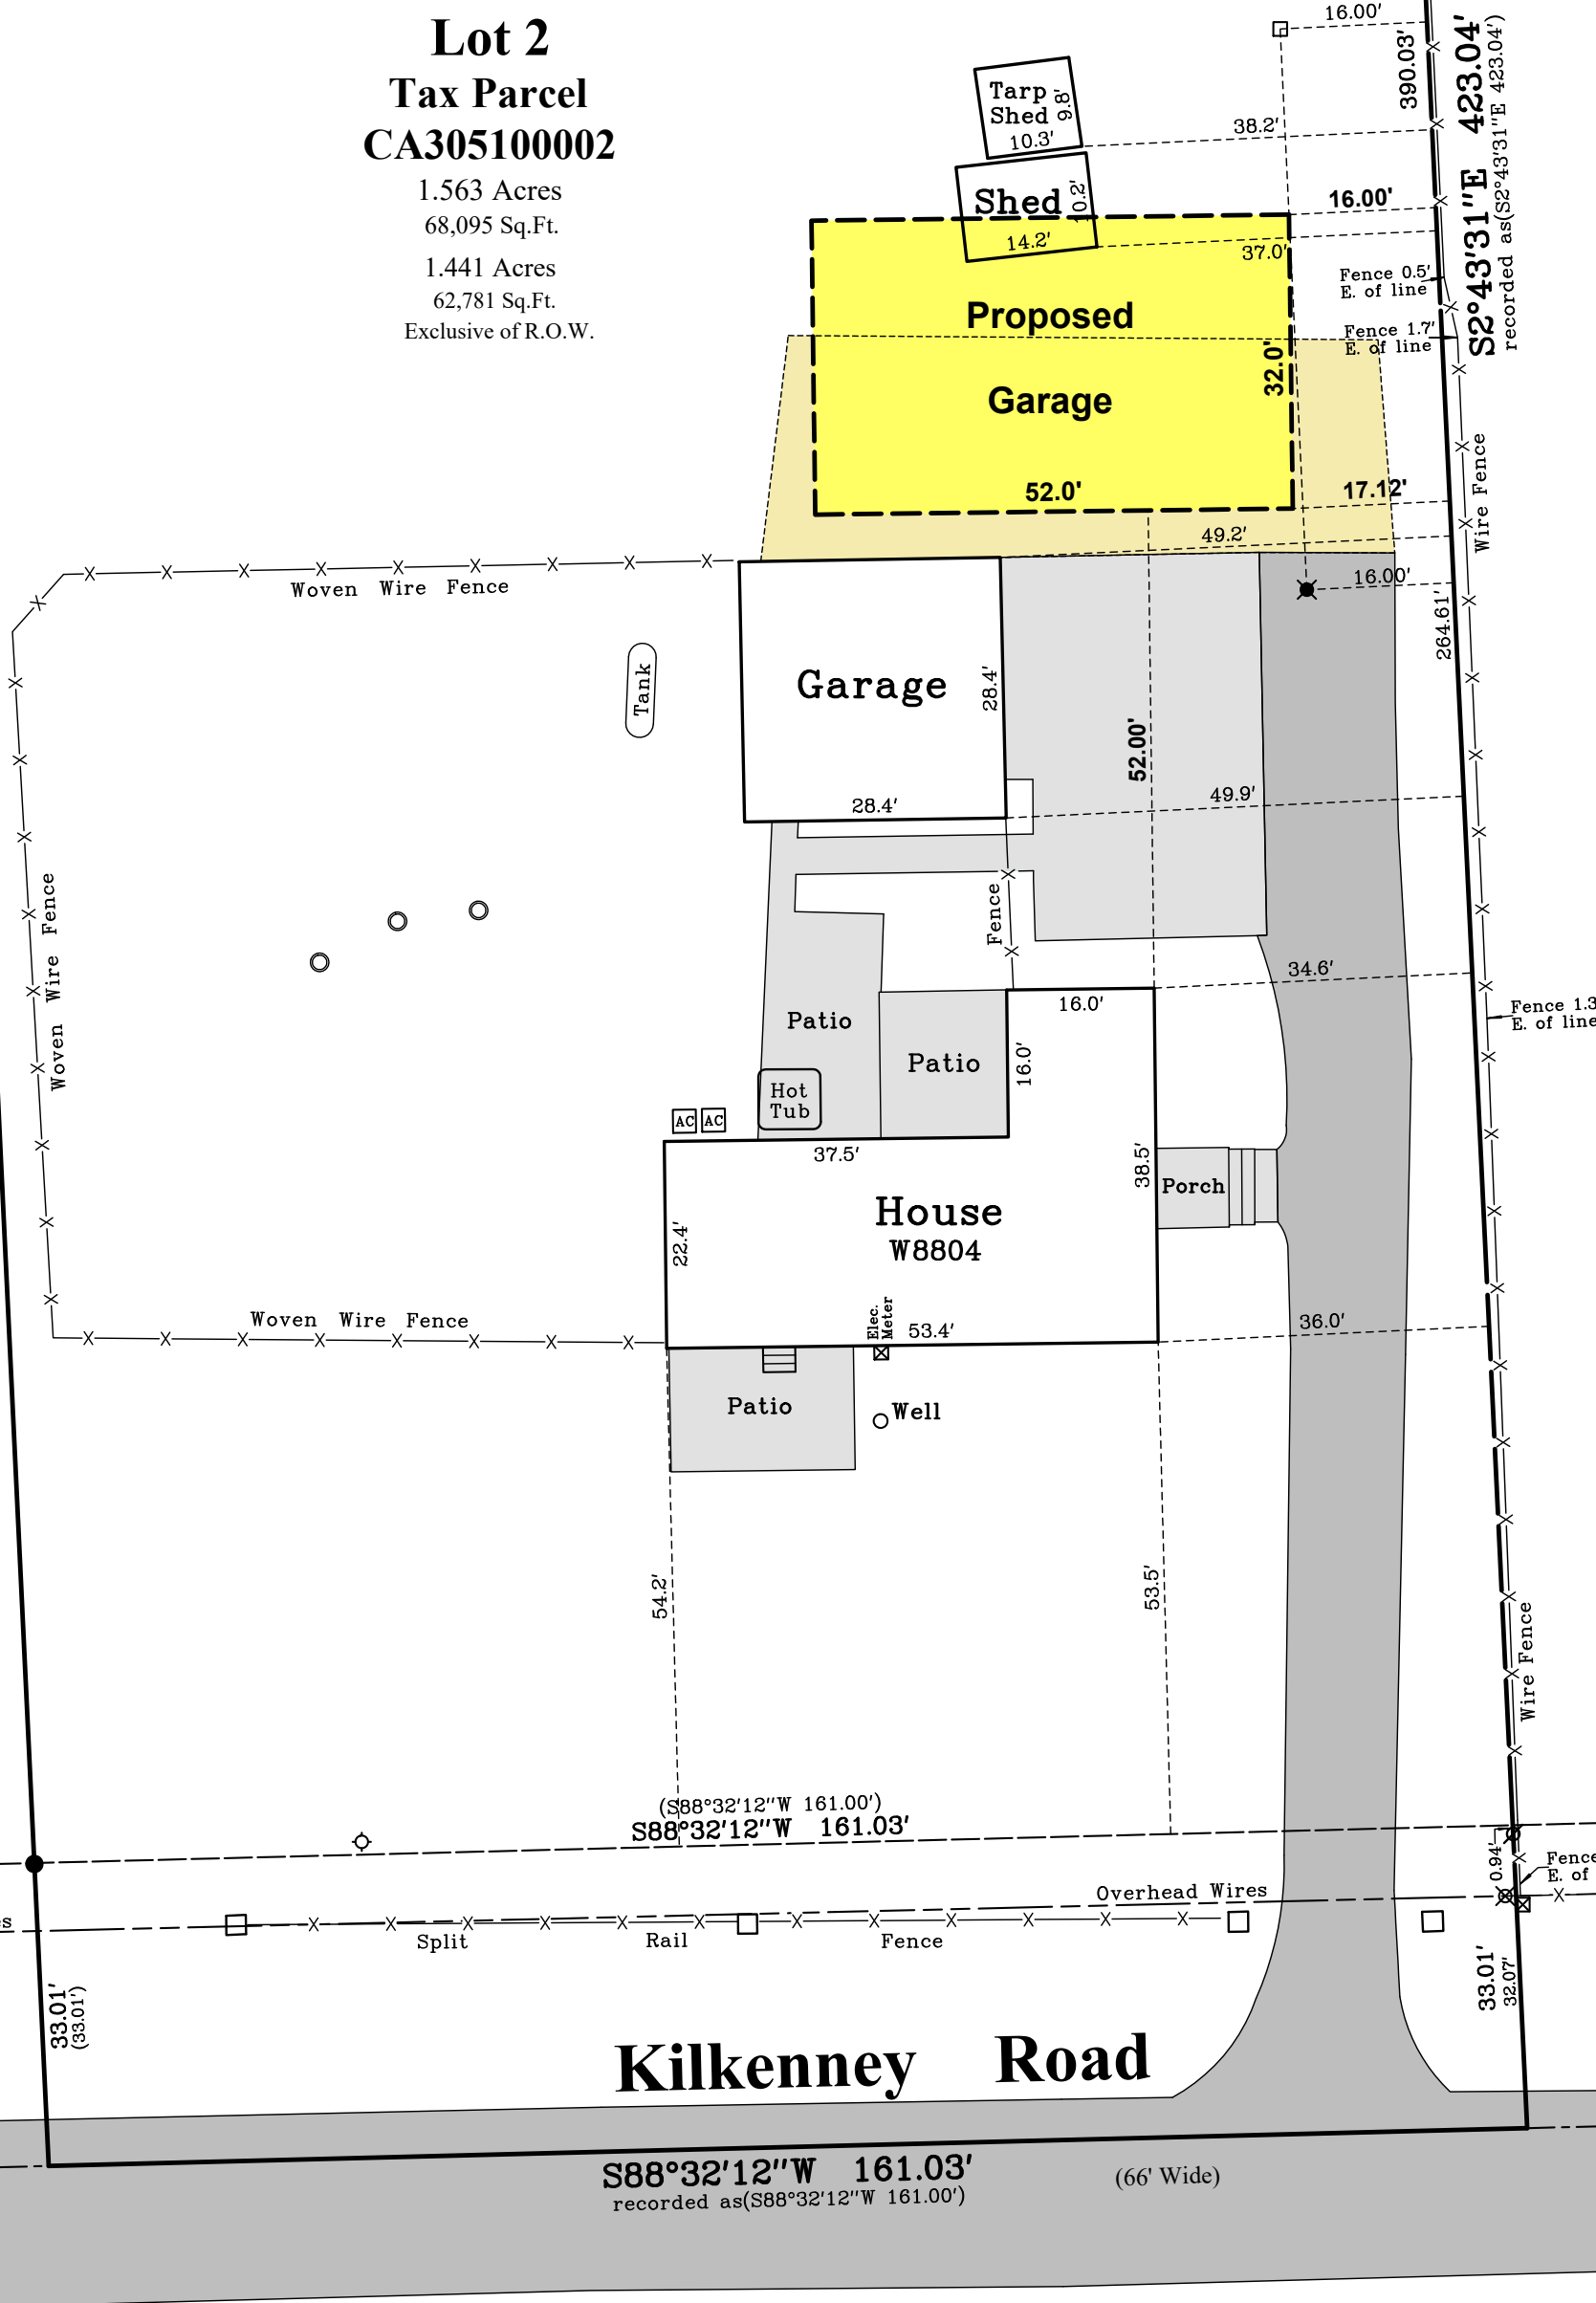 Lot 2
Tax Parcel
CA305100002
1.563 Acres
68,095 Sq.Ft.
1.441 Acres
62,781 Sq.Ft.
Exclusive of R.O.W.
16.00'
390.03'
S2°43'31"E 423.04'
recorded as(S2°43'31"E 423.04')
Tarp
Shed
9.8'
10.3'
38.2'
Shed
10.2'
14.2'
16.00'
37.0'
Fence 0.5'
E. of line
Fence 1.7'
E. of line
Proposed
Garage
32.0'
52.0'
17.12'
49.2'
Wire Fence
16.00'
264.61'
Woven Wire Fence
Tank
Garage
28.4'
28.4'
52.00'
49.9'
Woven Wire Fence
Fence
34.6'
Fence 1.3
E. of line
16.0'
16.0'
Patio
Patio
Hot
Tub
AC
AC
37.5'
38.5'
Porch
House
W8804
22.4'
Elec.
Meter
53.4'
36.0'
Woven Wire Fence
Patio
Well
54.2'
53.5'
Wire Fence
(S88°32'12"W 161.00')
S88°32'12"W 161.03'
0.94'
Fence
E. of
Overhead Wires
es
Split Rail Fence
33.01'
(33.01')
33.01'
32.07'
Kilkenney Road
S88°32'12"W 161.03'
recorded as(S88°32'12"W 161.00')
(66' Wide)